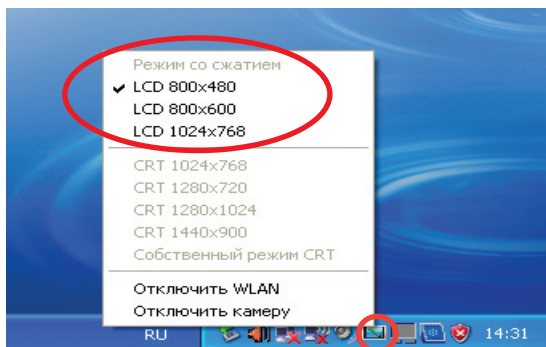 Режим со сжатием
LCD 800x480
LCD 800x600
LCD 1024x768
CRT 1024x768
CRT 1280x720
CRT 1280x1024
CRT 1440x900
Собственный режим CRT
Отключить WLAN
Отключить камеру
RU 14:31